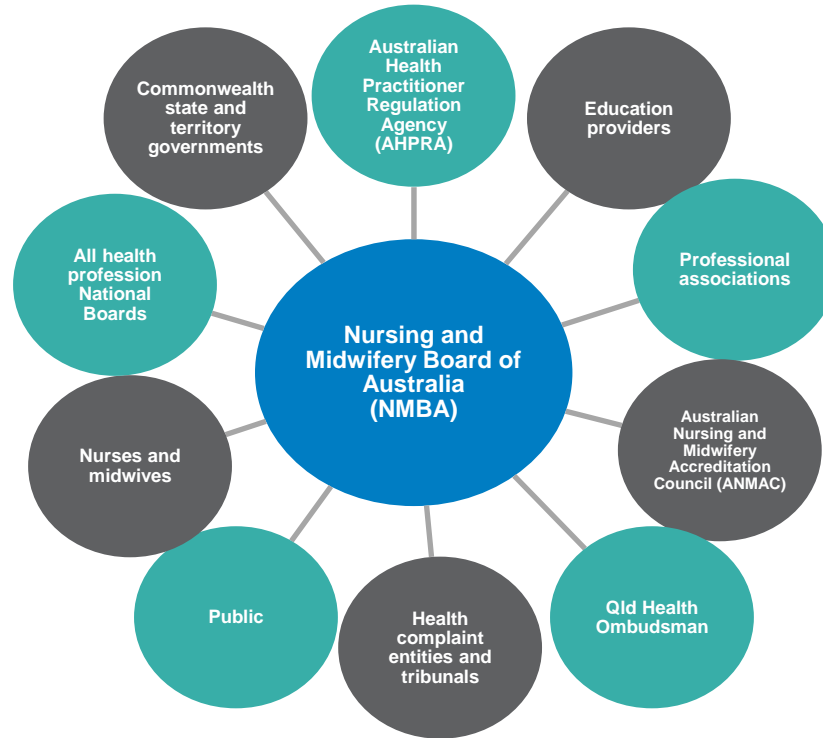 Australian
Health
Practitioner
Regulation
Agency
(AHPRA)
Education
providers
Professional
associations
Australian
Nursing and
Midwifery
Accreditation
Council (ANMAC)
Qld Health
Ombudsman
Health
complaint
entities and
tribunals
Public
Nurses and
midwives
All health
profession
National
Boards
Commonwealth
state and
territory
governments
Nursing and
Midwifery Board of
Australia
(NMBA)